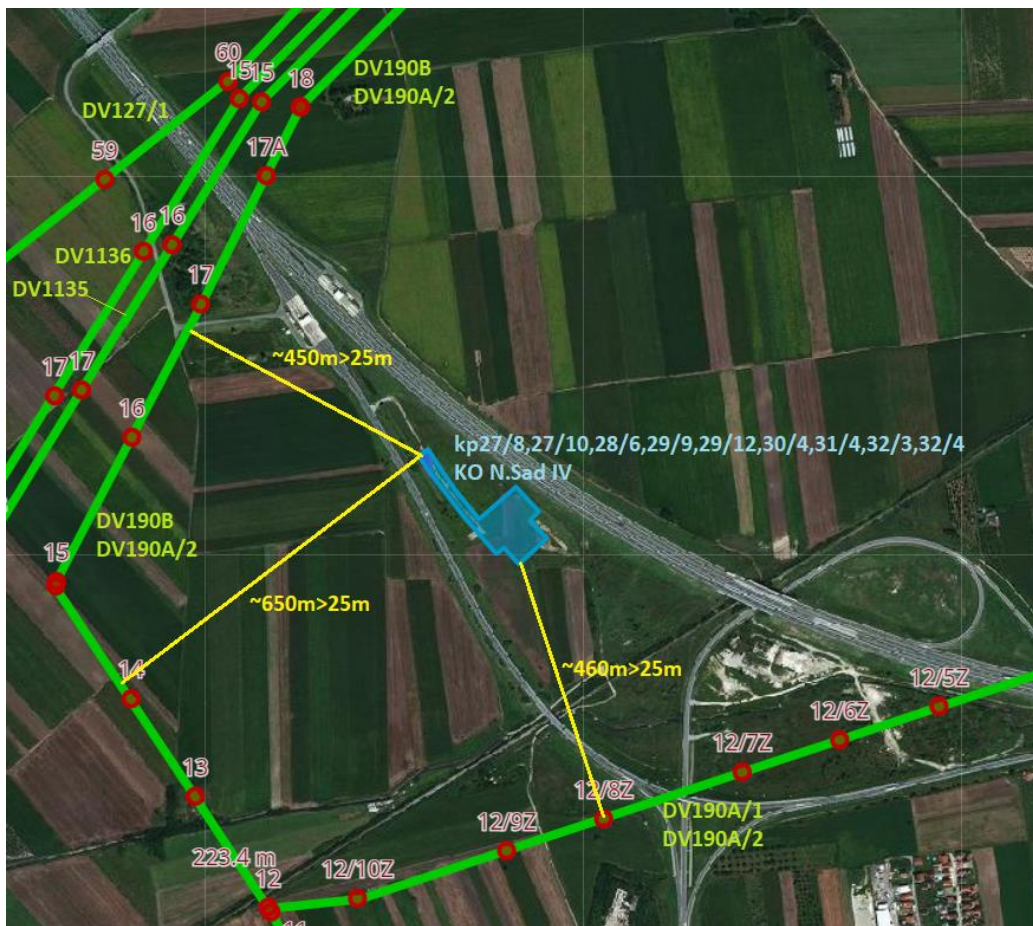 60
15
15
18
DV190B
DV190A/2
DV127/1
17A
59
16
16
DV1136
DV1135
17
~450m>25m
17
17
16
kp27/8,27/10,28/6,29/9,29/12,30/4,31/4,32/3,32/4
KO N.Sad IV
DV190B
DV190A/2
15
~650m>25m
14
~460m>25m
12/5Z
12/6Z
12/7Z
13
12/8Z
DV190A/1
DV190A/2
12/9Z
223.4 m
12
12/10Z
11